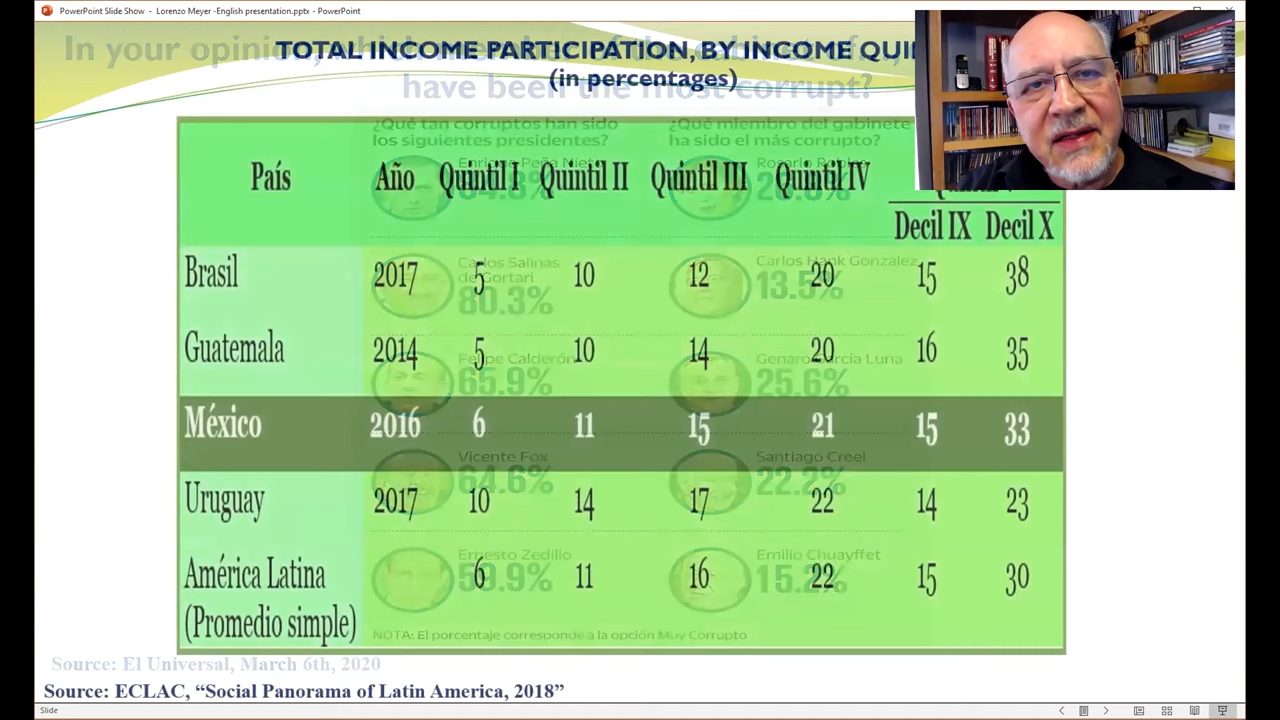 PowerPoint Slide Show - Lorenzo Meyer -English presentation.pptx - PowerPoint
In your opinion, which
TOTAL INCOME PARTICIPATION, BY INCOME
(in percentages)
have been the most corrupt?
¿Qué tan corruptos han sido los siguientes presidentes?
¿Qué miembro del gabinete ha sido el más corrupto?
País Año Quintil I Quintil II Quintil III Quintil IV
Decil IX Decil X
Enrique Peña Nieto
Rosario Robles
Brasil 2017 5 10 12 20 15 38
Carlos Salinas de Gortari
80.3%
Carlos Hank González
13.5%
Guatemala 2014 5 10 14 20 16 35
Felipe Calderón
65.9%
Genaro García Luna
25.6%
México 2016 6 11 15 21 15 33
Vicente Fox
64.6%
Santiago Creel
22.2%
Uruguay 2017 10 14 17 22 14 23
Ernesto Zedillo
Emilio Chuayffet
15.2%
América Latina 6 11 16 22 15 30
(Promedio simple)
NOTA: El porcentaje corresponde a la opción Muy Corrupto
Source: El Universal, March 6th, 2020
Source: ECLAC, “Social Panorama of Latin America, 2018”
Slide